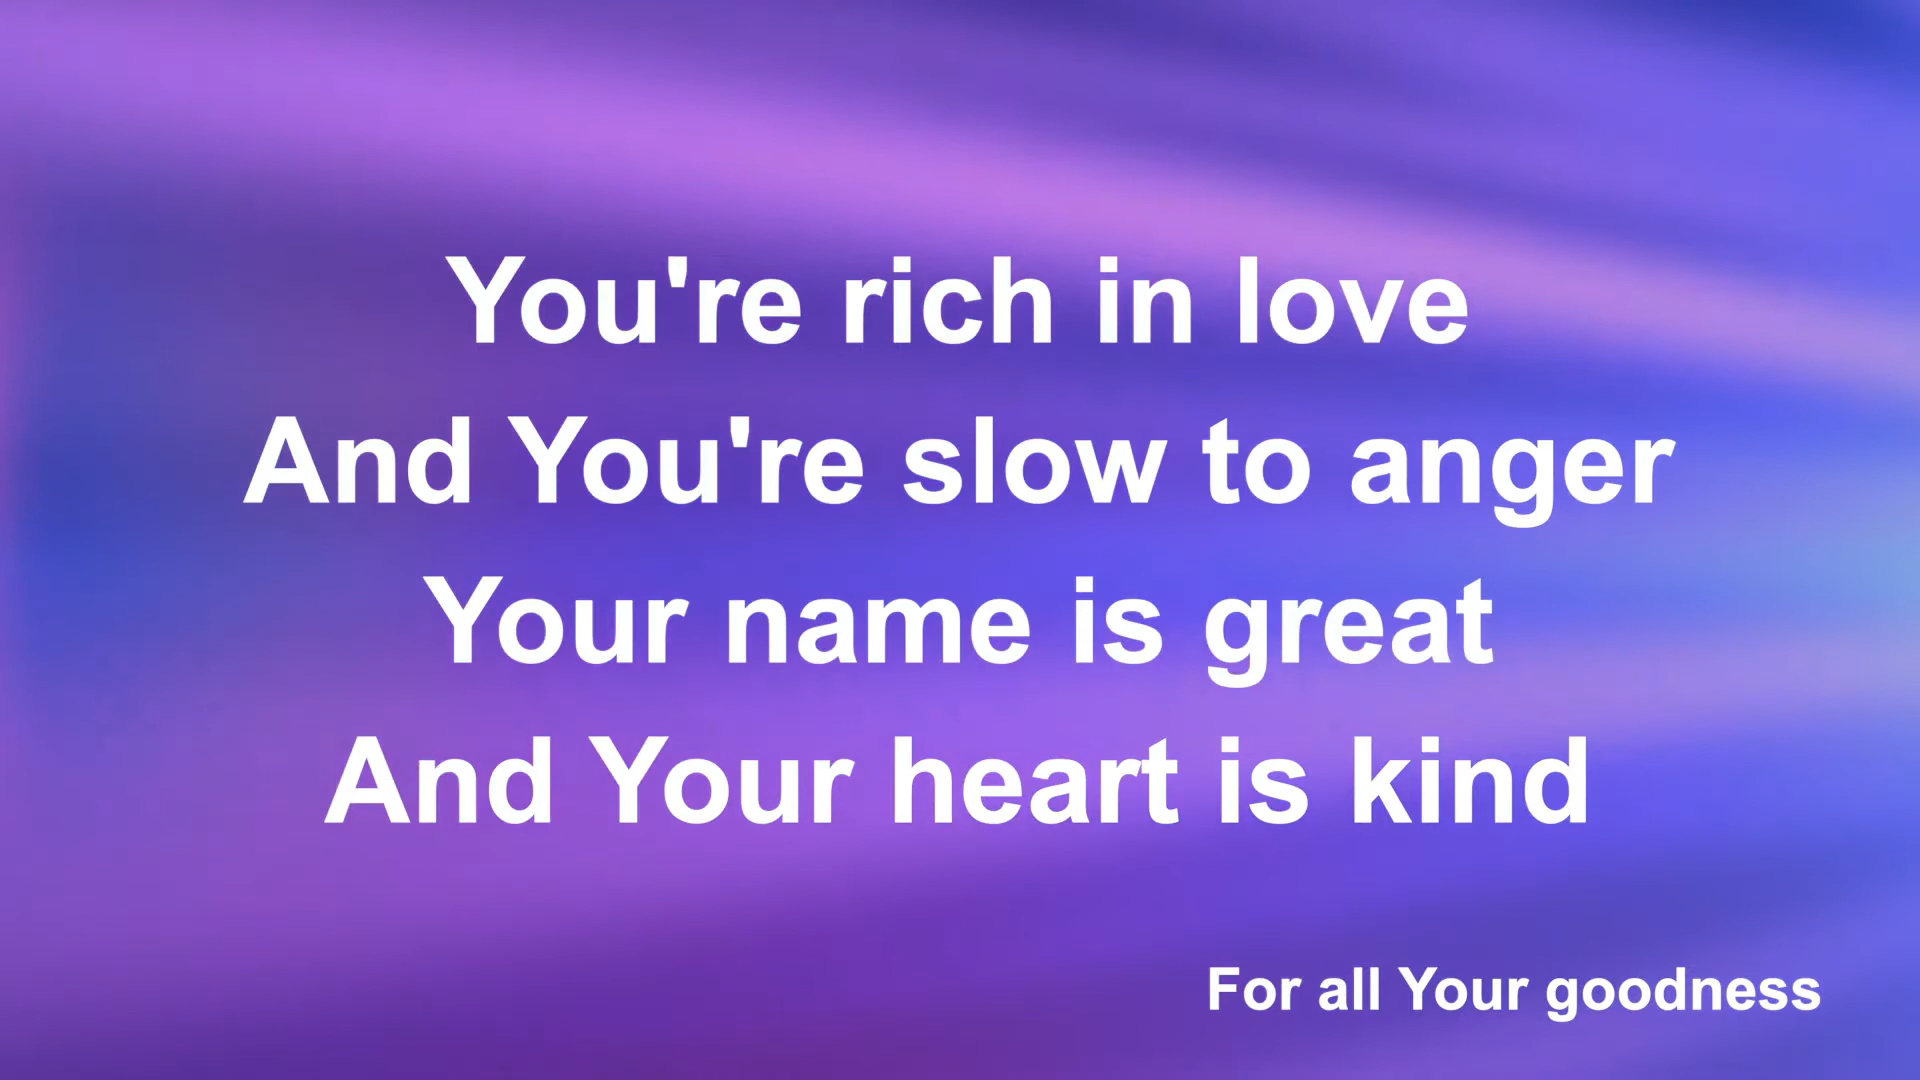 You're rich in love
And You're slow to anger
Your name is great
And Your heart is kind
For all Your goodness